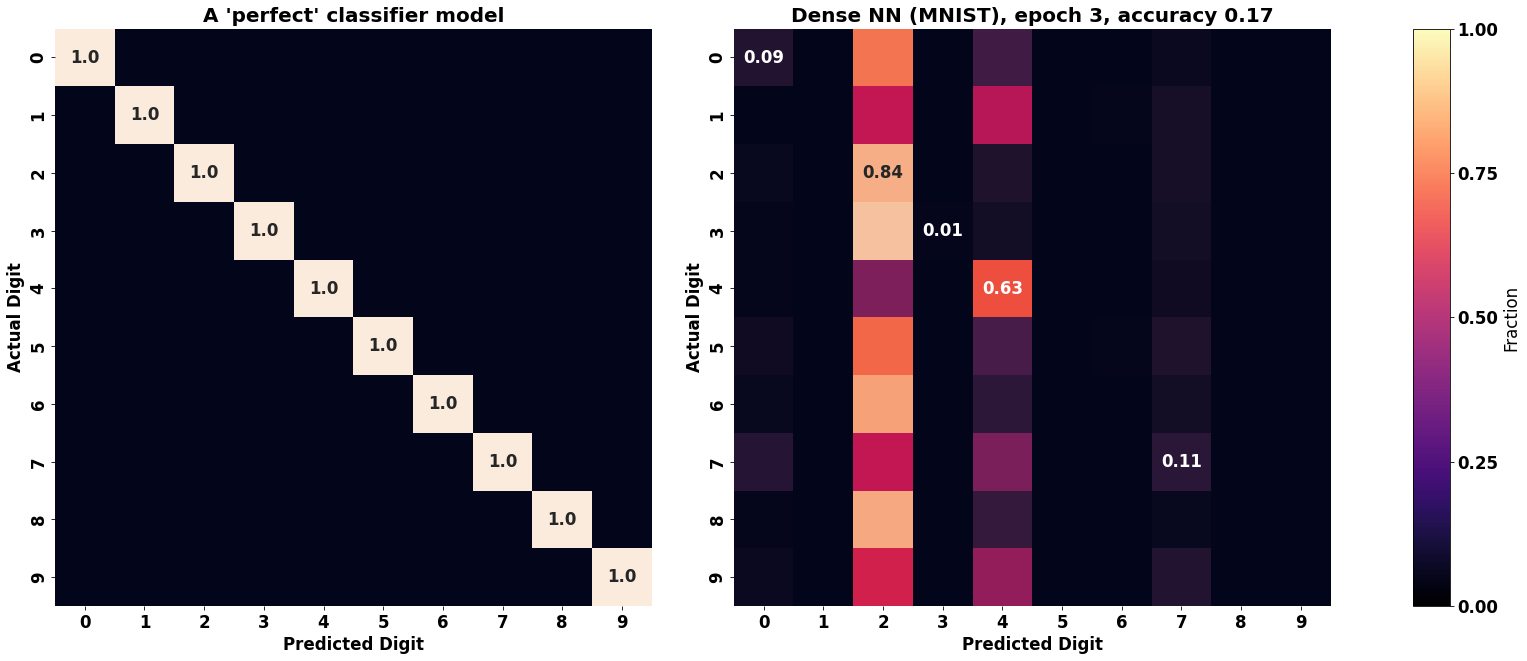 A 'perfect' classifier model
0 1.0
1 1.0
2 1.0
3 1.0
4 1.0
5 1.0
6 1.0
7 1.0
8 1.0
9 1.0
Actual Digit
0 1 2 3 4 5 6 7 8 9
Predicted Digit
Dense NN (MNIST), epoch 3, accuracy 0.17
0 0.09
1
2 0.84
3 0.01
4 0.63
5
6
7 0.11
8
9
Actual Digit
0 1 2 3 4 5 6 7 8 9
Predicted Digit
1.00
0.75
0.50
0.25
0.00
Fraction